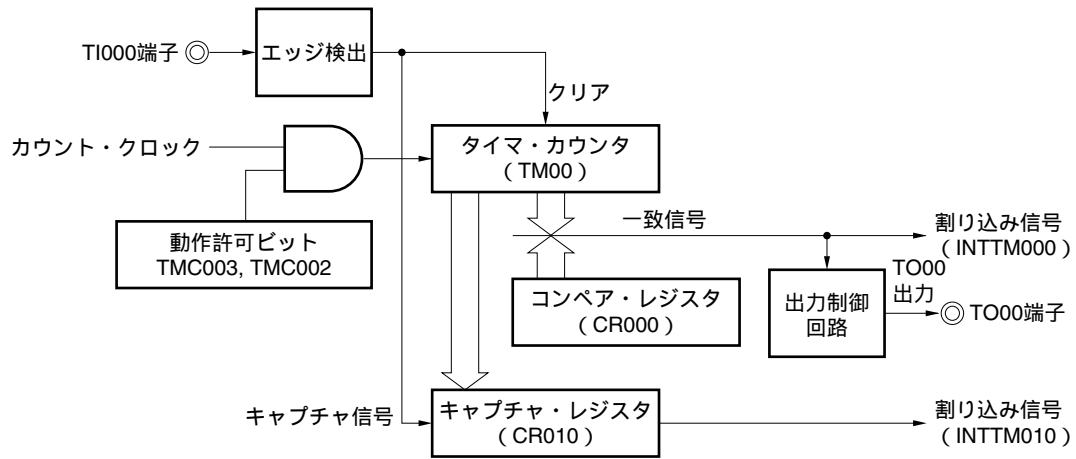 TI000端子
エッジ検出
クリア
カウント・クロック
タイマ・カウンタ
(TM00)
動作許可ビット
TMC003, TMC002
一致信号
割り込み信号
(INTTM000)
コンペア・レジスタ
(CR000)
出力制御
回路
TO00
出力
TO00端子
キャプチャ信号
キャプチャ・レジスタ
(CR010)
割り込み信号
(INTTM010)